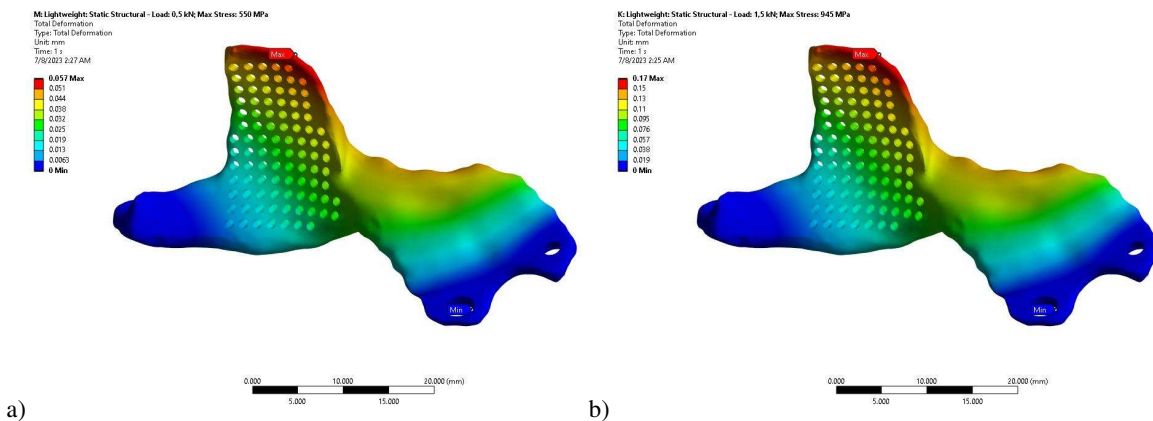 M: Lightweight: Static Structural - Load: 0,5 kN; Max Stress: 550 MPa
Total Deformation
Type: Total Deformation
Unit: mm
Time: 1 s
7/8/2023 2:27 AM
0.057 Max
0.051
0.044
0.038
0.032
0.025
0.019
0.013
0.0063
0 Min
Max
Min
0.000
10.000
20.000 (mm)
5.000
15.000
a)
K: Lightweight: Static Structural - Load: 1,5 kN; Max Stress: 945 MPa
Total Deformation
Type: Total Deformation
Unit: mm
Time: 1 s
7/8/2023 2:25 AM
0.17 Max
0.15
0.13
0.11
0.095
0.076
0.057
0.038
0.019
0 Min
Max
Min
0.000
10.000
20.000 (mm)
5.000
15.000
b)